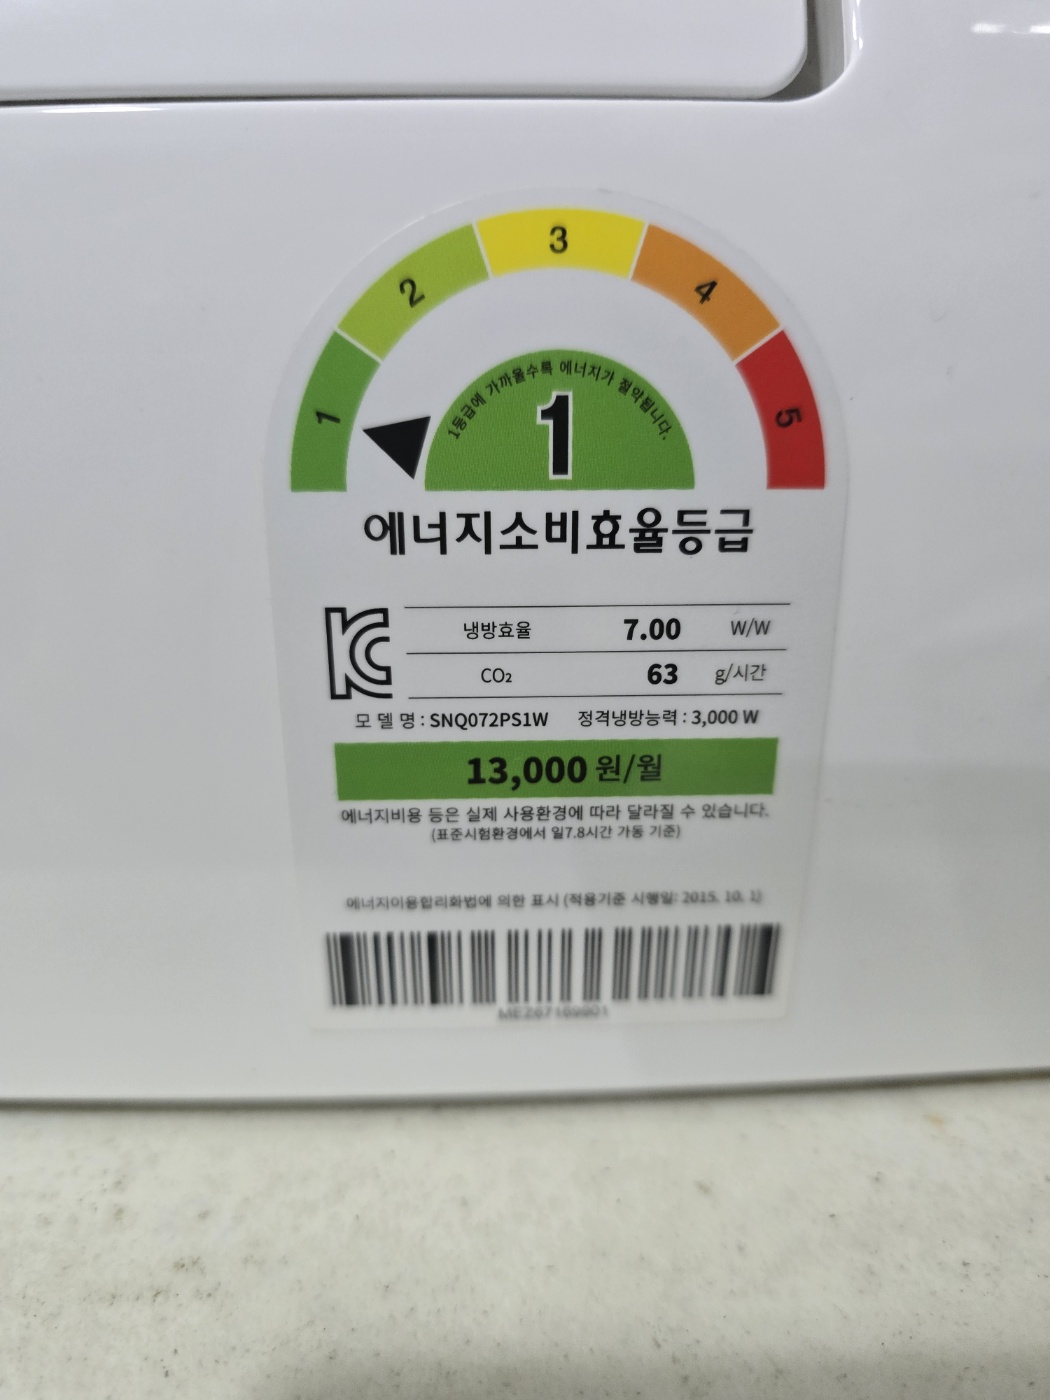 3
2
4
1
5
1등급에 가까울수록 에너지가 절약됩니다.
1
에너지소비효율등급
KC
냉방효율 7.00 W/W
CO₂ 63 g/시간
모 델 명 : SNQ072PS1W 정격냉방능력 : 3,000 W
13,000 원/월
에너지비용 등은 실제 사용환경에 따라 달라질 수 있습니다.
(표준시험환경에서 일7.8시간 가동 기준)
에너지이용합리화법에 의한 표시 (적용기준 시행일: 2015. 10. 1)